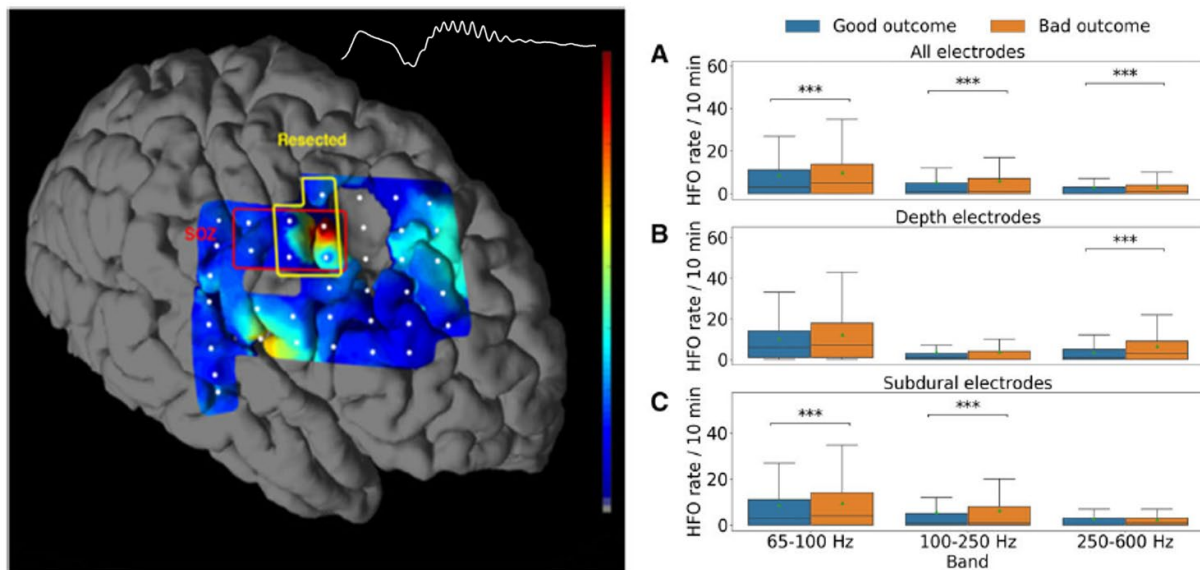 Resected
SOZ
Good outcome
Bad outcome
A
All electrodes
HFO rate / 10 min
60
40
20
0
***
***
***
B
Depth electrodes
HFO rate / 10 min
60
40
20
0
***
C
Subdural electrodes
HFO rate / 10 min
40
20
0
***
***
65-100 Hz
100-250 Hz
250-600 Hz
Band